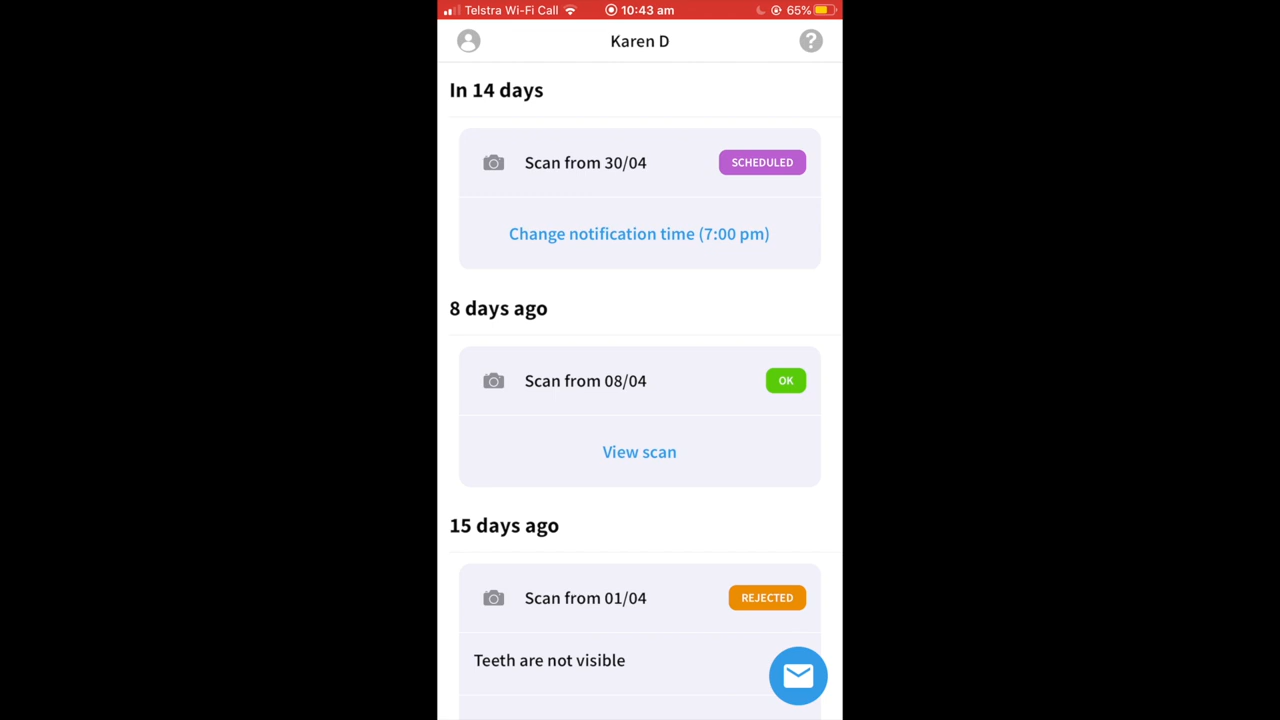 Telstra Wi-Fi Call 10:43 am 65%
Karen D ?
In 14 days
Scan from 30/04 SCHEDULED
Change notification time (7:00 pm)
8 days ago
Scan from 08/04 OK
View scan
15 days ago
Scan from 01/04 REJECTED
Teeth are not visible